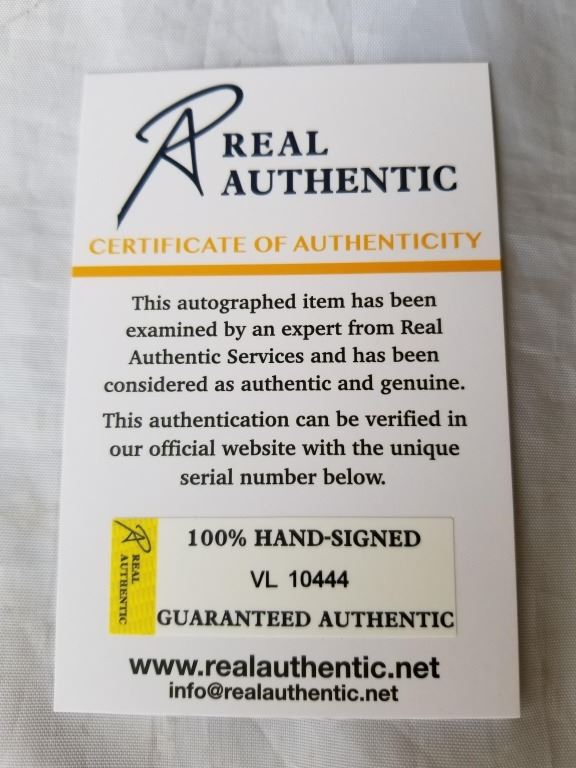 REAL
AUTHENTIC
CERTIFICATE OF AUTHENTICITY
This autographed item has been
examined by an expert from Real
Authentic Services and has been
considered as authentic and genuine.
This authentication can be verified in
our official website with the unique
serial number below.
REAL
AUTHENTIC
100% HAND-SIGNED
VL 10444
GUARANTEED AUTHENTIC
www.realauthentic.net
info@realauthentic.net